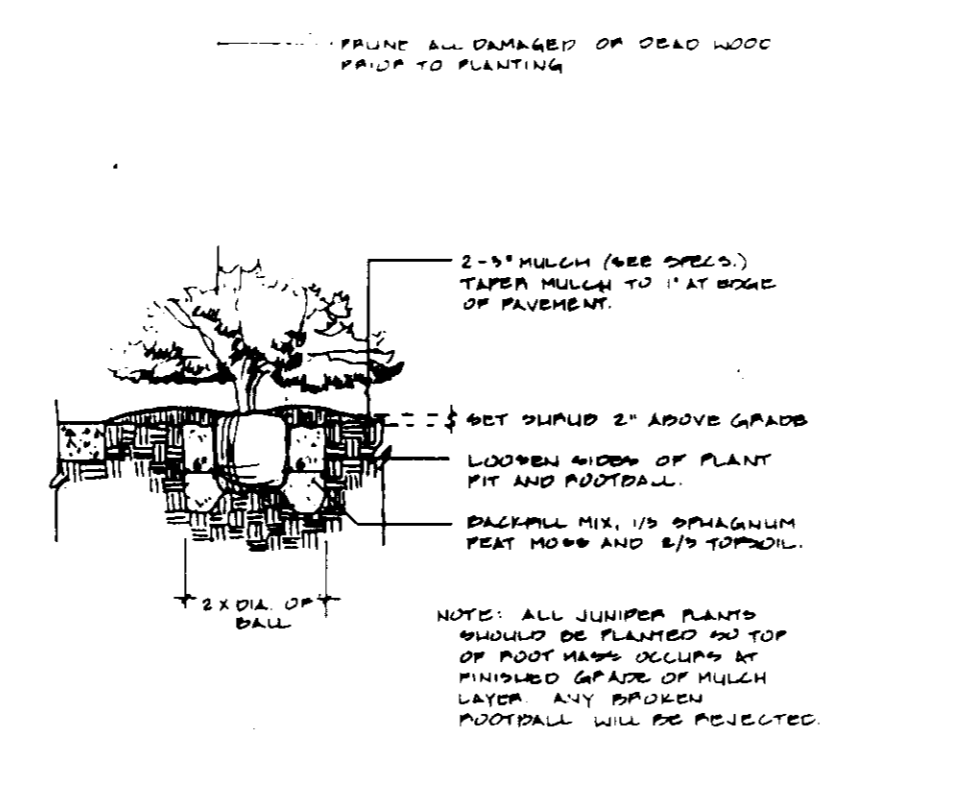 PRUNE ALL DAMAGED OR DEAD WOOD
PRIOR TO PLANTING
2-3" MULCH (SEE SPECS.)
TAPER MULCH TO 1" AT EDGE
OF PAVEMENT.
SET SHRUB 2" ABOVE GRADE
LOOSEN SIDES OF PLANT
PIT AND ROOTBALL.
BACKFILL MIX, 1/3 SPHAGNUM
PEAT MOSS AND 2/3 TOPSOIL.
2 X DIA. OF
BALL
NOTE: ALL JUNIPER PLANTS
SHOULD BE PLANTED SO TOP
OF ROOT MASS OCCURS AT
FINISHED GRADE OF MULCH
LAYER. ANY BROKEN
ROOTBALL WILL BE REJECTED.